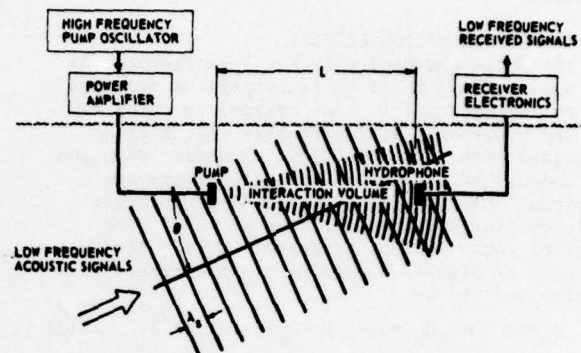 HIGH FREQUENCY
PUMP OSCILLATOR
POWER
AMPLIFIER
L
LOW FREQUENCY
RECEIVED SIGNALS
RECEIVER
ELECTRONICS
PUMP
HYDROPHONE
INTERACTION VOLUME
θ
LOW FREQUENCY
ACOUSTIC SIGNALS
λs